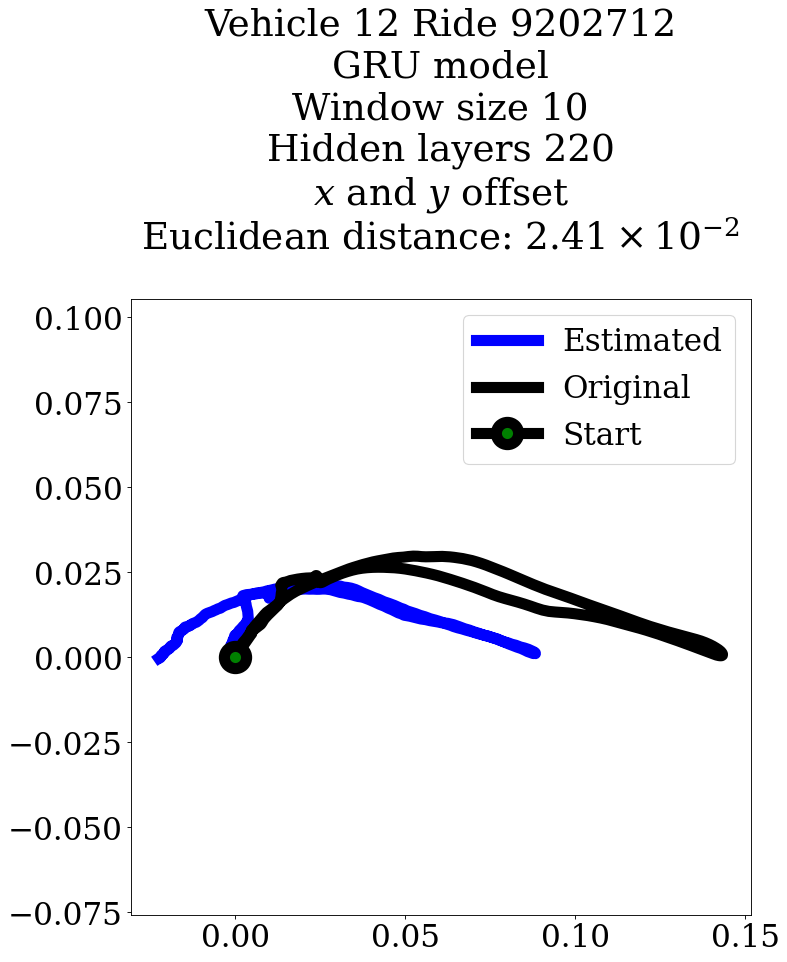 Vehicle 12 Ride 9202712
GRU model
Window size 10
Hidden layers 220
x and y offset
Euclidean distance: 2.41 × 10⁻²
Estimated
Original
Start
0.100
0.075
0.050
0.025
0.000
−0.025
−0.050
−0.075
0.00 0.05 0.10 0.15